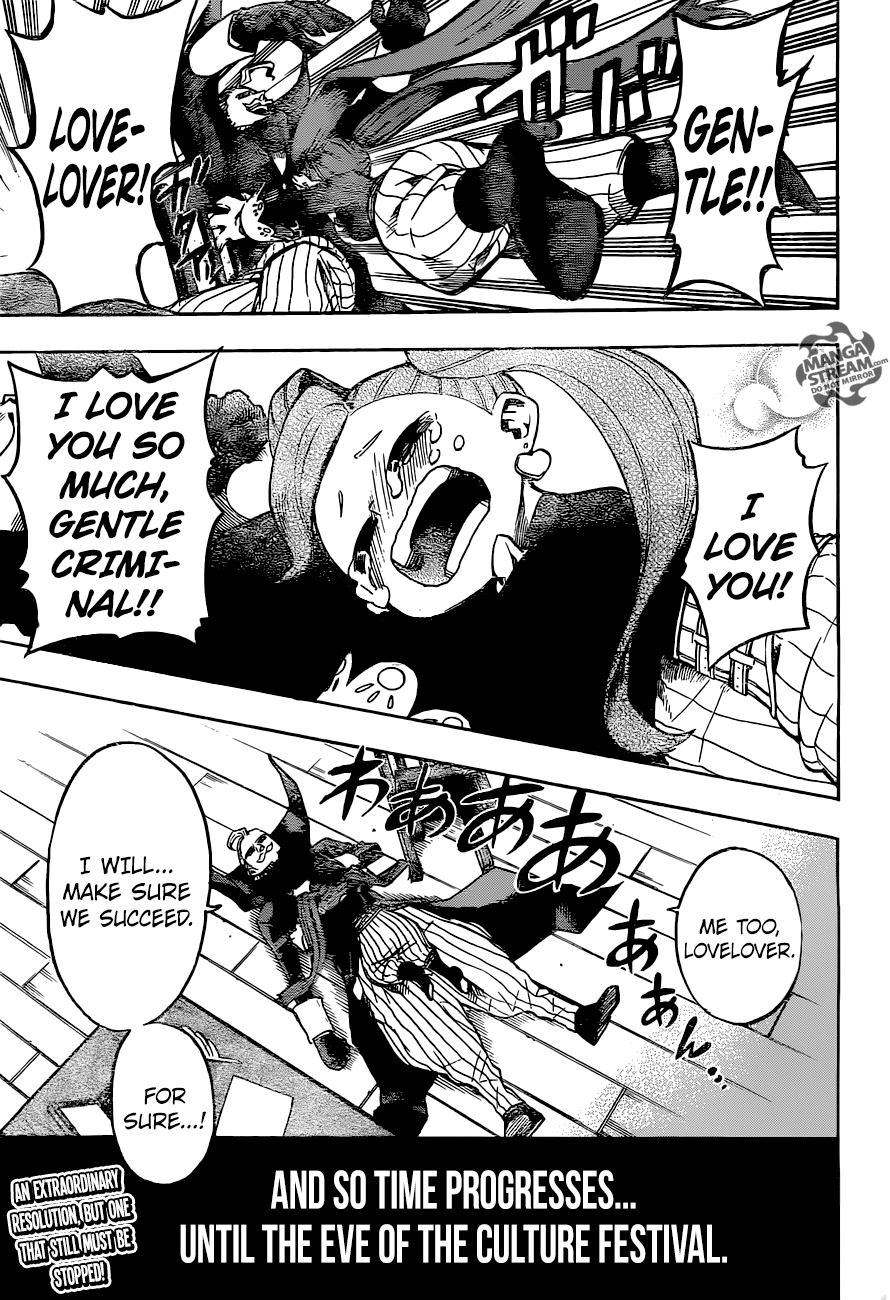 GEN-
TLE!!
ガガ
LOVE-
LOVER!
MANGA
STREAM.com
DO NOT MIRROR
I
LOVE
YOU!
I LOVE
YOU SO
MUCH,
GENTLE
CRIMI-
NAL!!
ME TOO,
LOVELOVER.
わあああああん...
I WILL...
MAKE SURE
WE SUCCEED.
FOR
SURE...!
AND SO TIME PROGRESSES...
UNTIL THE EVE OF THE CULTURE FESTIVAL.
AN EXTRAORDINARY
RESOLUTION, BUT ONE
THAT STILL MUST BE
STOPPED!